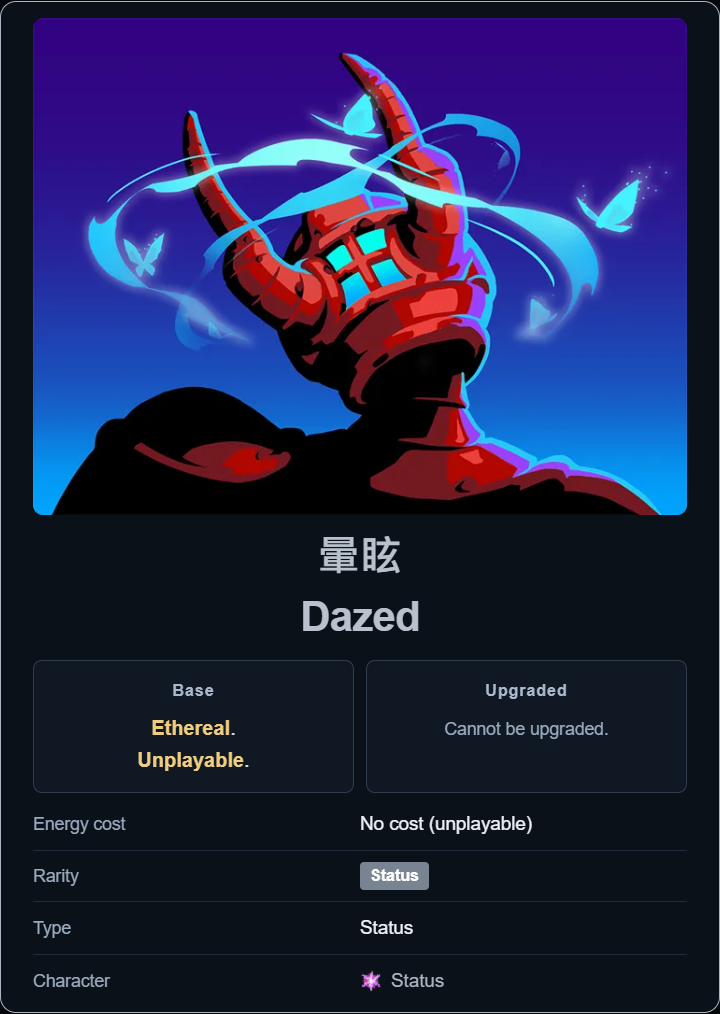 暈眩
Dazed
Base
Ethereal.
Unplayable.
Upgraded
Cannot be upgraded.
Energy cost
No cost (unplayable)
Rarity
Status
Type
Status
Character
Status